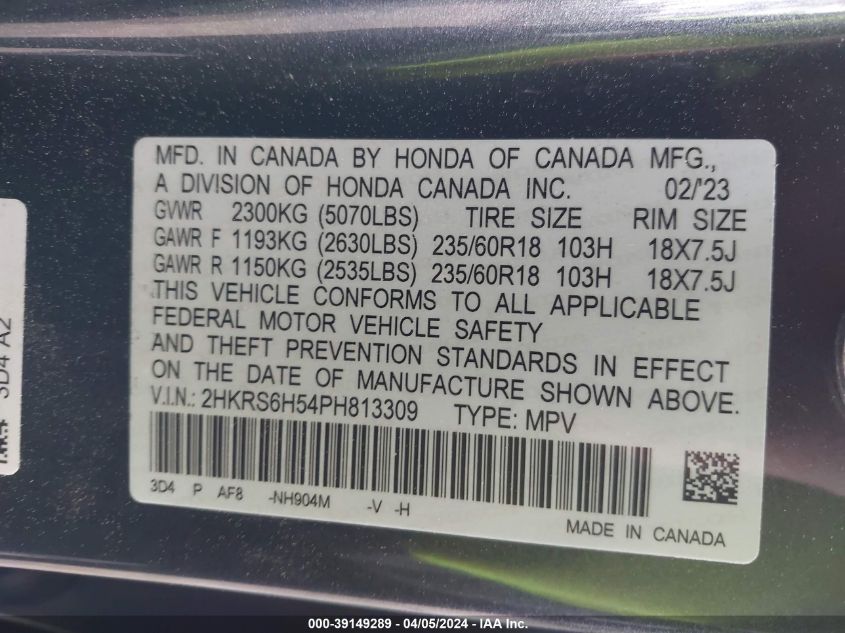 MFD. IN CANADA BY HONDA OF CANADA MFG.,
A DIVISION OF HONDA CANADA INC. 02/'23
GVWR 2300KG (5070LBS) TIRE SIZE RIM SIZE
GAWR F 1193KG (2630LBS) 235/60R18 103H 18X7.5J
GAWR R 1150KG (2535LBS) 235/60R18 103H 18X7.5J
THIS VEHICLE CONFORMS TO ALL APPLICABLE
FEDERAL MOTOR VEHICLE SAFETY
AND THEFT PREVENTION STANDARDS IN EFFECT
ON THE DATE OF MANUFACTURE SHOWN ABOVE.
V.I.N.: 2HKRS6H54PH813309 TYPE: MPV
3D4 P AF8 -NH904M -V -H
MADE IN CANADA
3D4 A2
000-39149289 - 04/05/2024 - IAA Inc.